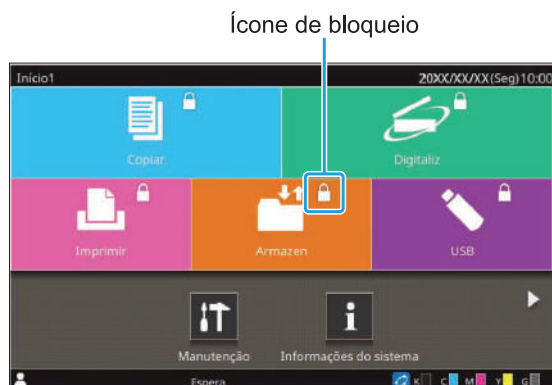 Ícone de bloqueio
Início1 20XX/XX/XX(Seg)10:00
Copiar Digitaliz
Imprimir Armazen USB
Manutenção Informações do sistema
Espera K C M Y G